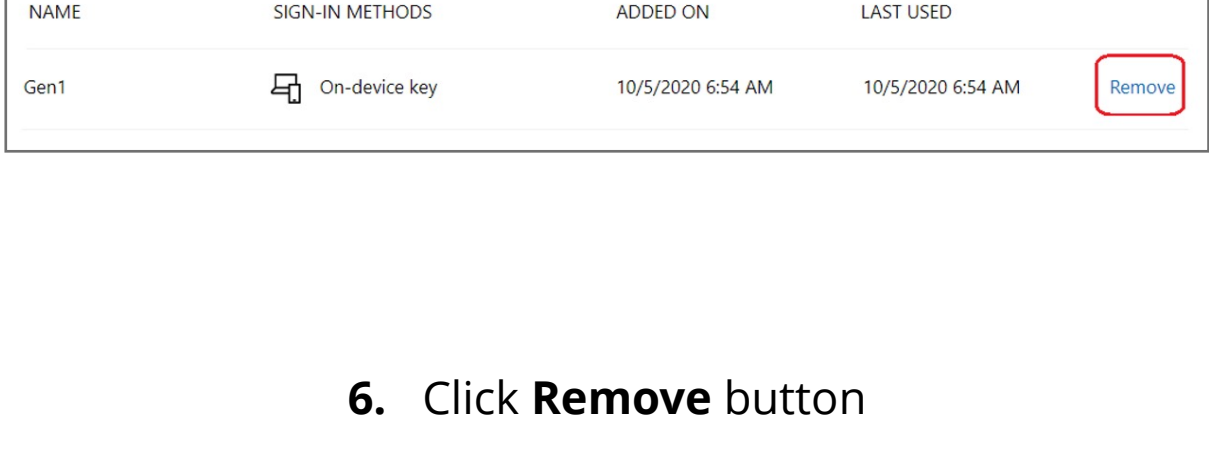 NAME SIGN-IN METHODS ADDED ON LAST USED
Gen1 On-device key 10/5/2020 6:54 AM 10/5/2020 6:54 AM Remove
6. Click Remove button